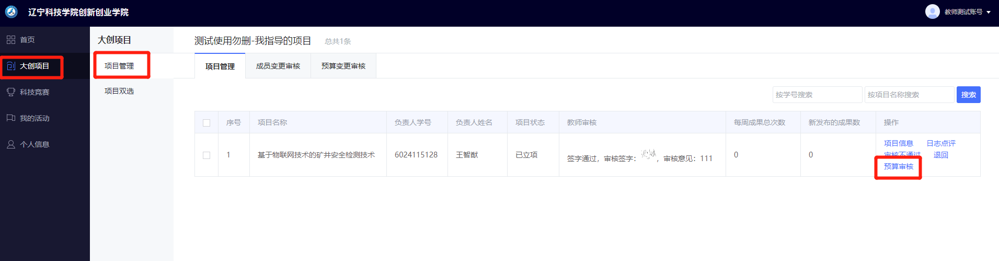 辽宁科技学院创新创业学院
教师测试账号
首页
大创项目
科技竞赛
我的活动
个人信息
大创项目
项目管理
项目双选
测试使用勿删-我指导的项目 总共1条
项目管理 成员变更审核 预算变更审核
按学号搜索 按项目名称搜索 搜索
序号 项目名称 负责人学号 负责人姓名 项目状态 教师审核 每周成果总次数 新发布的成果数 操作
1 基于物联网技术的矿井安全检测技术 6024115128 王智猷 已立项 签字通过，审核签字： ，审核意见：111 0 0 项目信息 日志点评
审核不通过 退回
预算审核